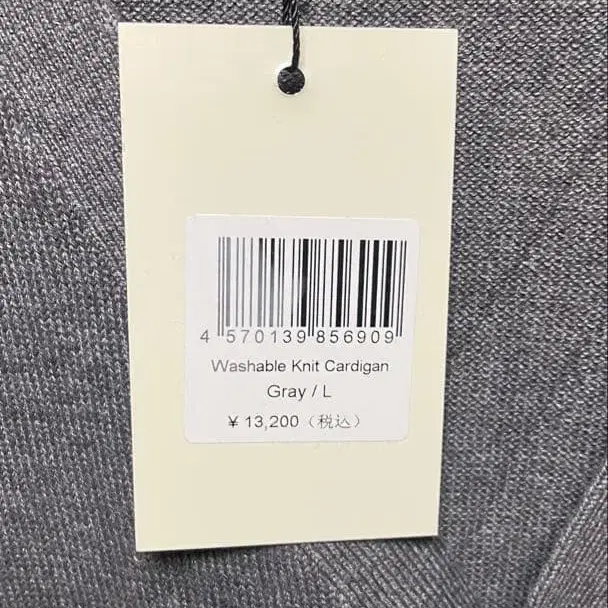 4 570139 856909
Washable Knit Cardigan
Gray / L
¥ 13,200（税込）